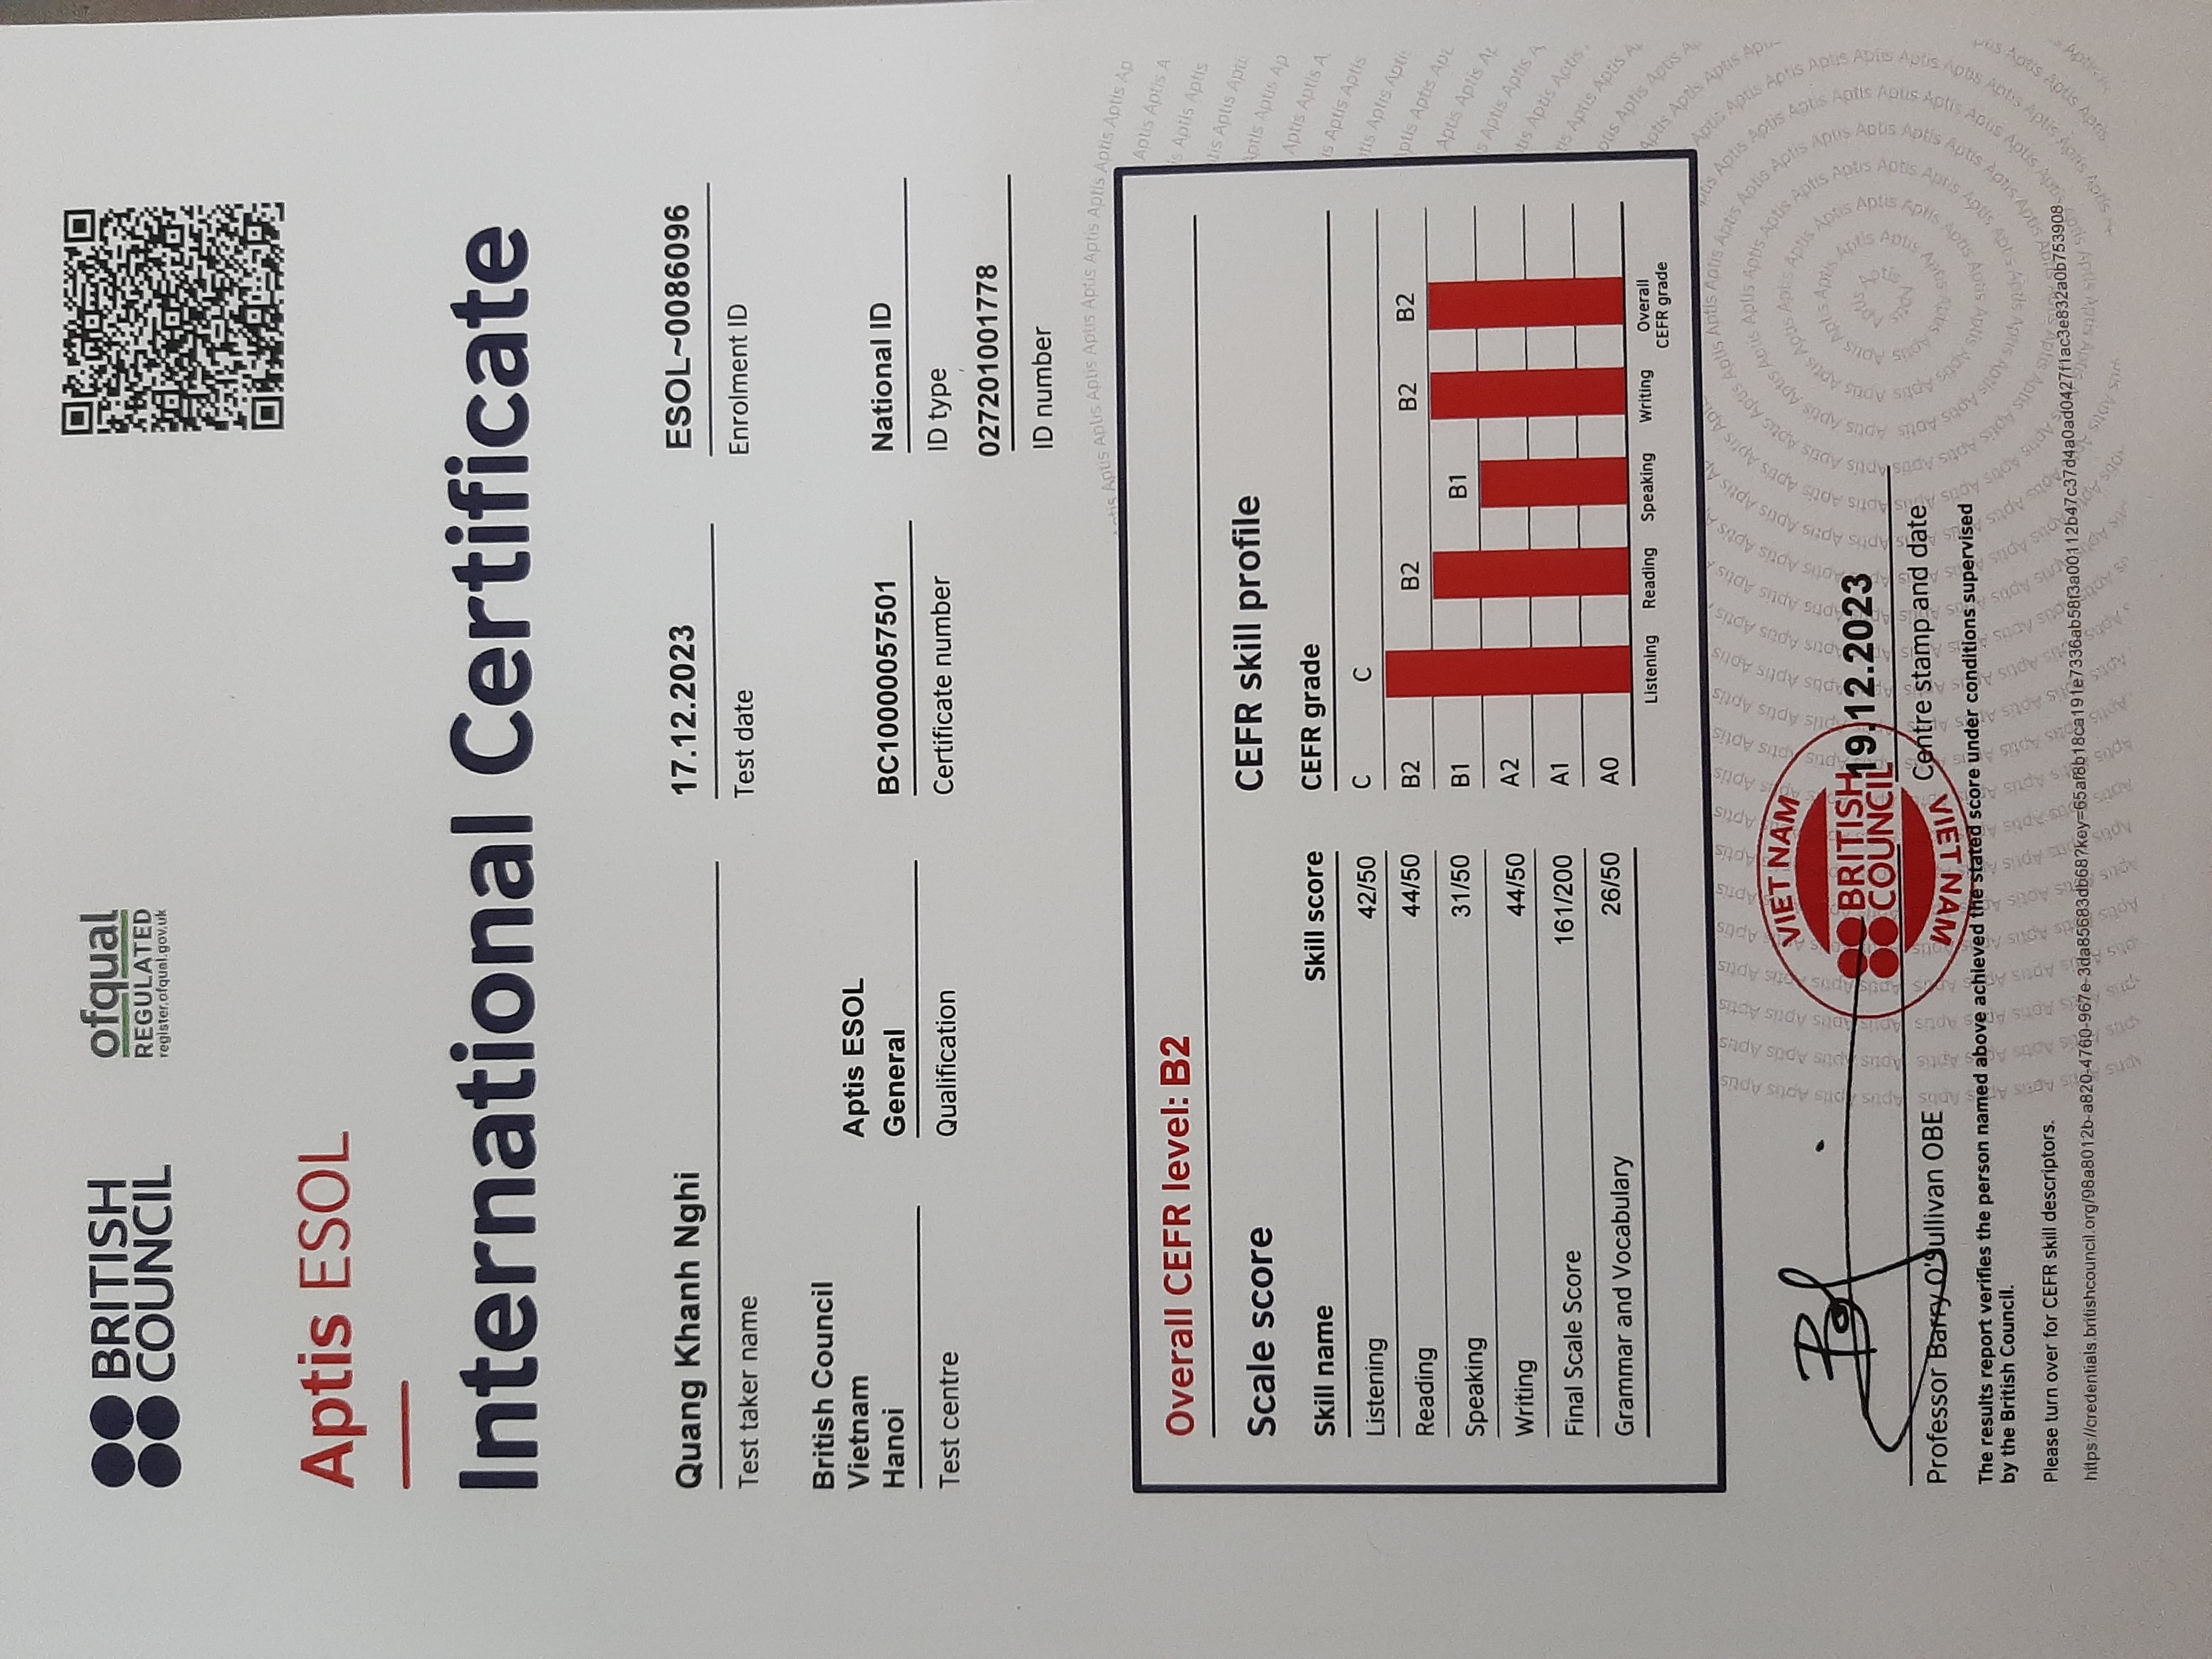 BRITISH
COUNCIL
ofqual
REGULATED
register.ofqual.gov.uk
Aptis ESOL
International Certificate
Quang Khanh Nghi
Test taker name
17.12.2023
Test date
ESOL~0086096
Enrolment ID
British Council
Vietnam
Hanoi
Test centre
Aptis ESOL
General
Qualification
BC10000057501
Certificate number
National ID
ID type
027201001778
ID number
Overall CEFR level: B2
Scale score
Skill name Skill score
Listening 42/50
Reading 44/50
Speaking 31/50
Writing 44/50
Final Scale Score 161/200
Grammar and Vocabulary 26/50
CEFR skill profile
CEFR grade
C C
B2 B2 B2 B2
B1 B1
A2
A1
A0
Listening Reading Speaking Writing Overall
CEFR grade
VIET NAM
BRITISH
COUNCIL
VIET NAM
19.12.2023
Professor Barry O'Sullivan OBE
Centre stamp and date
The results report verifies the person named above achieved the stated score under conditions supervised
by the British Council.
Please turn over for CEFR skill descriptors.
https://credentials.britishcouncil.org/98a8012b-a820-4760-967e-3da85683db68?key=65af8b18ca191e7336ab58f3a00112b47c37d4a0ad0427f1ac3e832a0b753908